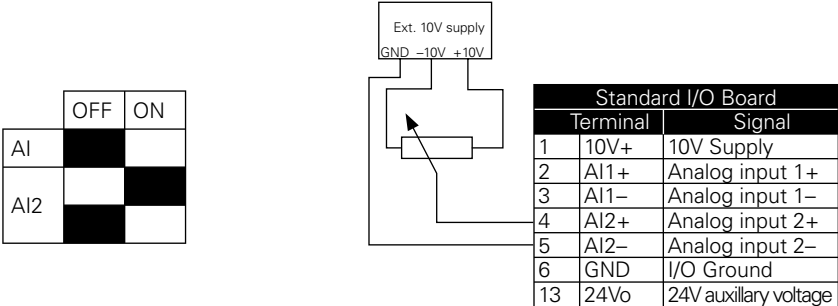 Ext. 10V supply
GND –10V +10V
OFF ON
AI
AI2
Standard I/O Board
Terminal Signal
1 10V+ 10V Supply
2 AI1+ Analog input 1+
3 AI1– Analog input 1–
4 AI2+ Analog input 2+
5 AI2– Analog input 2–
6 GND I/O Ground
13 24Vo 24V auxillary voltage